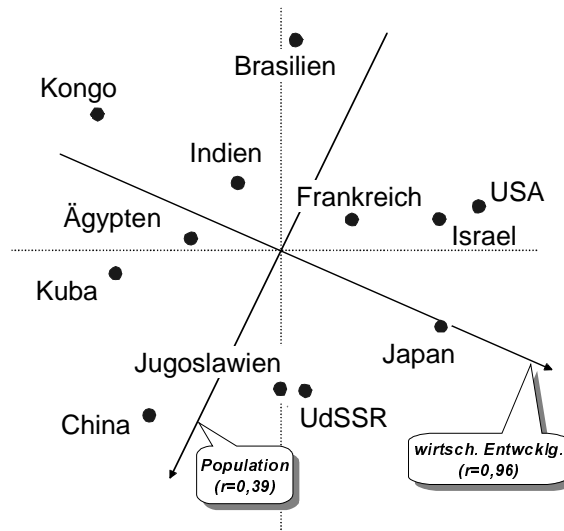 Brasilien
Kongo
Indien
Frankreich
USA
Ägypten
Israel
Kuba
Jugoslawien
Japan
China
UdSSR
Population
(r=0,39)
wirtsch. Entwcklg.
(r=0,96)